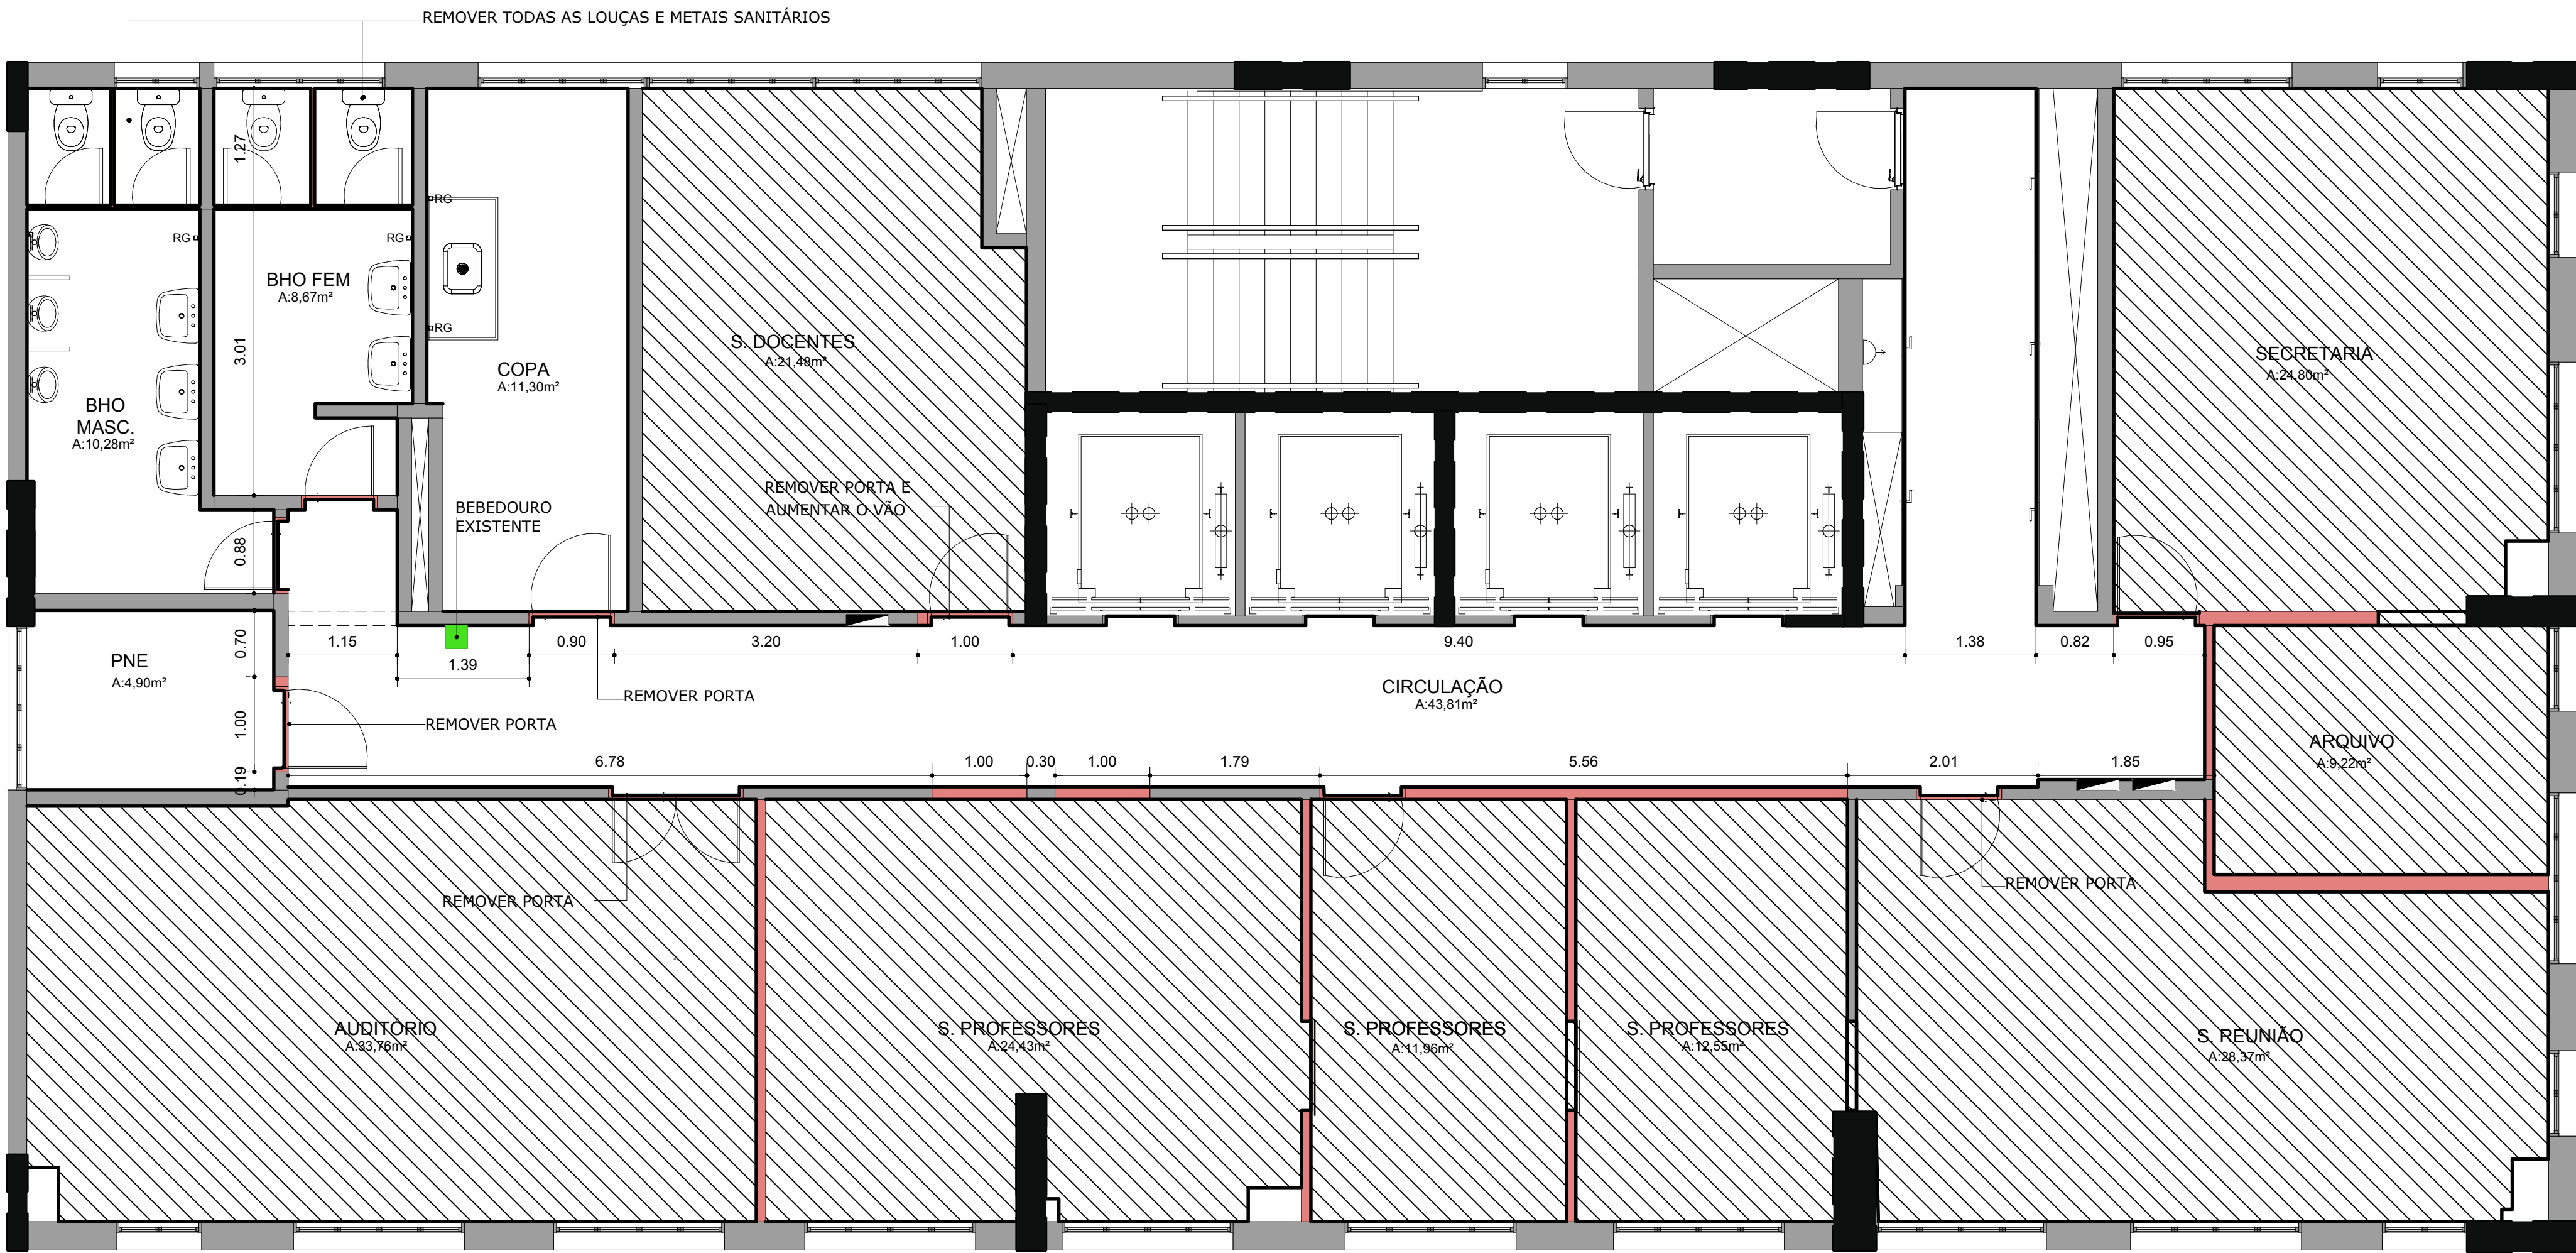 REMOVER TODAS AS LOUÇAS E METAIS SANITÁRIOS
1.27
RG
RG
RG
RG
3.01
BHO FEM
A:8,67m²
BHO
MASC.
A:10,28m²
COPA
A:11,30m²
S. DOCENTES
A:21,48m²
SECRETARIA
A:24,80m²
REMOVER PORTA E
AUMENTAR O VÃO
BEBEDOURO
EXISTENTE
0.88
0.70
1.00
0.19
PNE
A:4,90m²
1.15
1.39
0.90
3.20
1.00
9.40
1.38
0.82
0.95
REMOVER PORTA
REMOVER PORTA
CIRCULAÇÃO
A:43,81m²
6.78
1.00
0.30
1.00
1.79
5.56
2.01
1.85
ARQUIVO
A:9,22m²
REMOVER PORTA
REMOVER PORTA
AUDITÓRIO
A:33,76m²
S. PROFESSORES
A:24,43m²
S. PROFESSORES
A:11,96m²
S. PROFESSORES
A:12,55m²
S. REUNIÃO
A:28,37m²